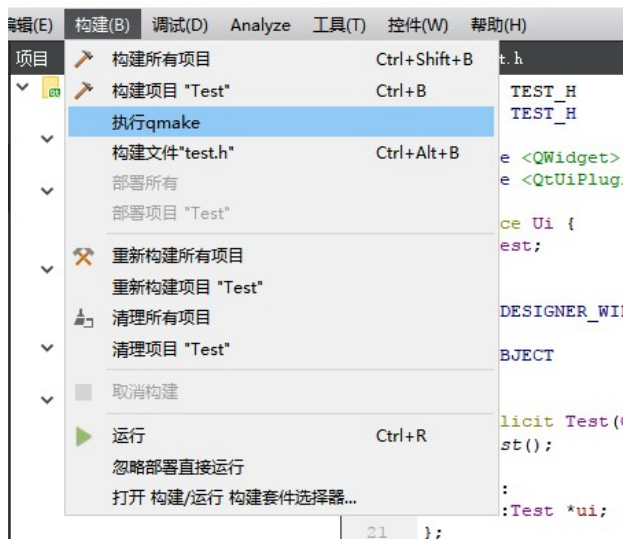 编辑(E) 构建(B) 调试(D) Analyze 工具(T) 控件(W) 帮助(H)
项目
构建所有项目 Ctrl+Shift+B
t.h
构建项目 "Test" Ctrl+B
TEST_H
执行qmake
TEST_H
构建文件"test.h" Ctrl+Alt+B
e <QWidget>
部署所有
e <QtUiPlug
部署项目 "Test"
ce Ui {
重新构建所有项目
est;
重新构建项目 "Test"
清理所有项目
DESIGNER_WI
清理项目 "Test"
BJECT
取消构建
licit Test(
运行 Ctrl+R
st();
忽略部署直接运行
:
打开 构建/运行 构建套件选择器...
:Test *ui;
21 };